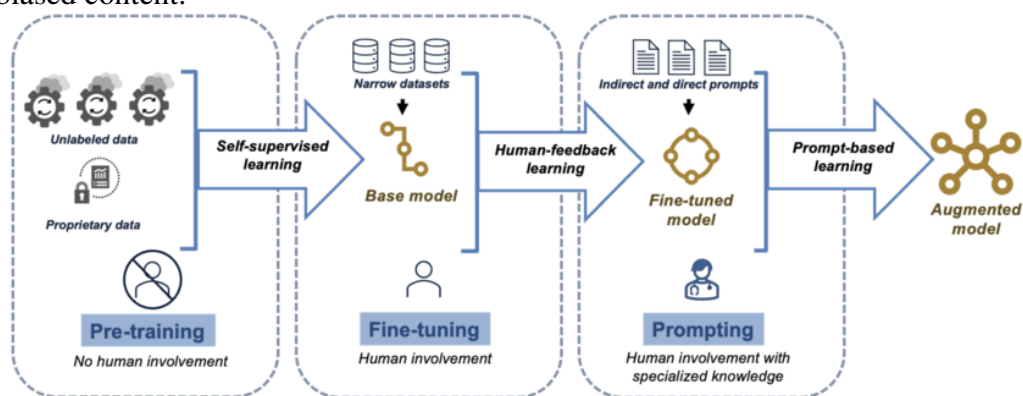 biased content.
Unlabeled data
Proprietary data
Pre-training
No human involvement
Self-supervised
learning
Narrow datasets
Base model
Fine-tuning
Human involvement
Human-feedback
learning
Indirect and direct prompts
Fine-tuned
model
Prompting
Human involvement with
specialized knowledge
Prompt-based
learning
Augmented
model